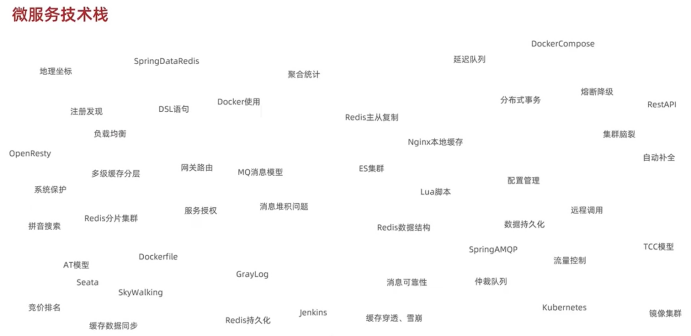 微服务技术栈
DockerCompose
SpringDataRedis
延迟队列
地理坐标
聚合统计
熔断降级
Docker使用
分布式事务
RestAPI
注册发现
DSL语句
Redis主从复制
负载均衡
集群脑裂
Nginx本地缓存
OpenResty
自动补全
多级缓存分层
网关路由
MQ消息模型
ES集群
配置管理
系统保护
Lua脚本
服务授权
消息堆积问题
远程调用
Redis分片集群
拼音搜索
Redis数据结构
数据持久化
TCC模型
SpringAMQP
Dockerfile
流量控制
AT模型
GrayLog
Seata
消息可靠性
仲裁队列
SkyWalking
竞价排名
Kubernetes
Jenkins
镜像集群
Redis持久化
缓存穿透、雪崩
缓存数据同步